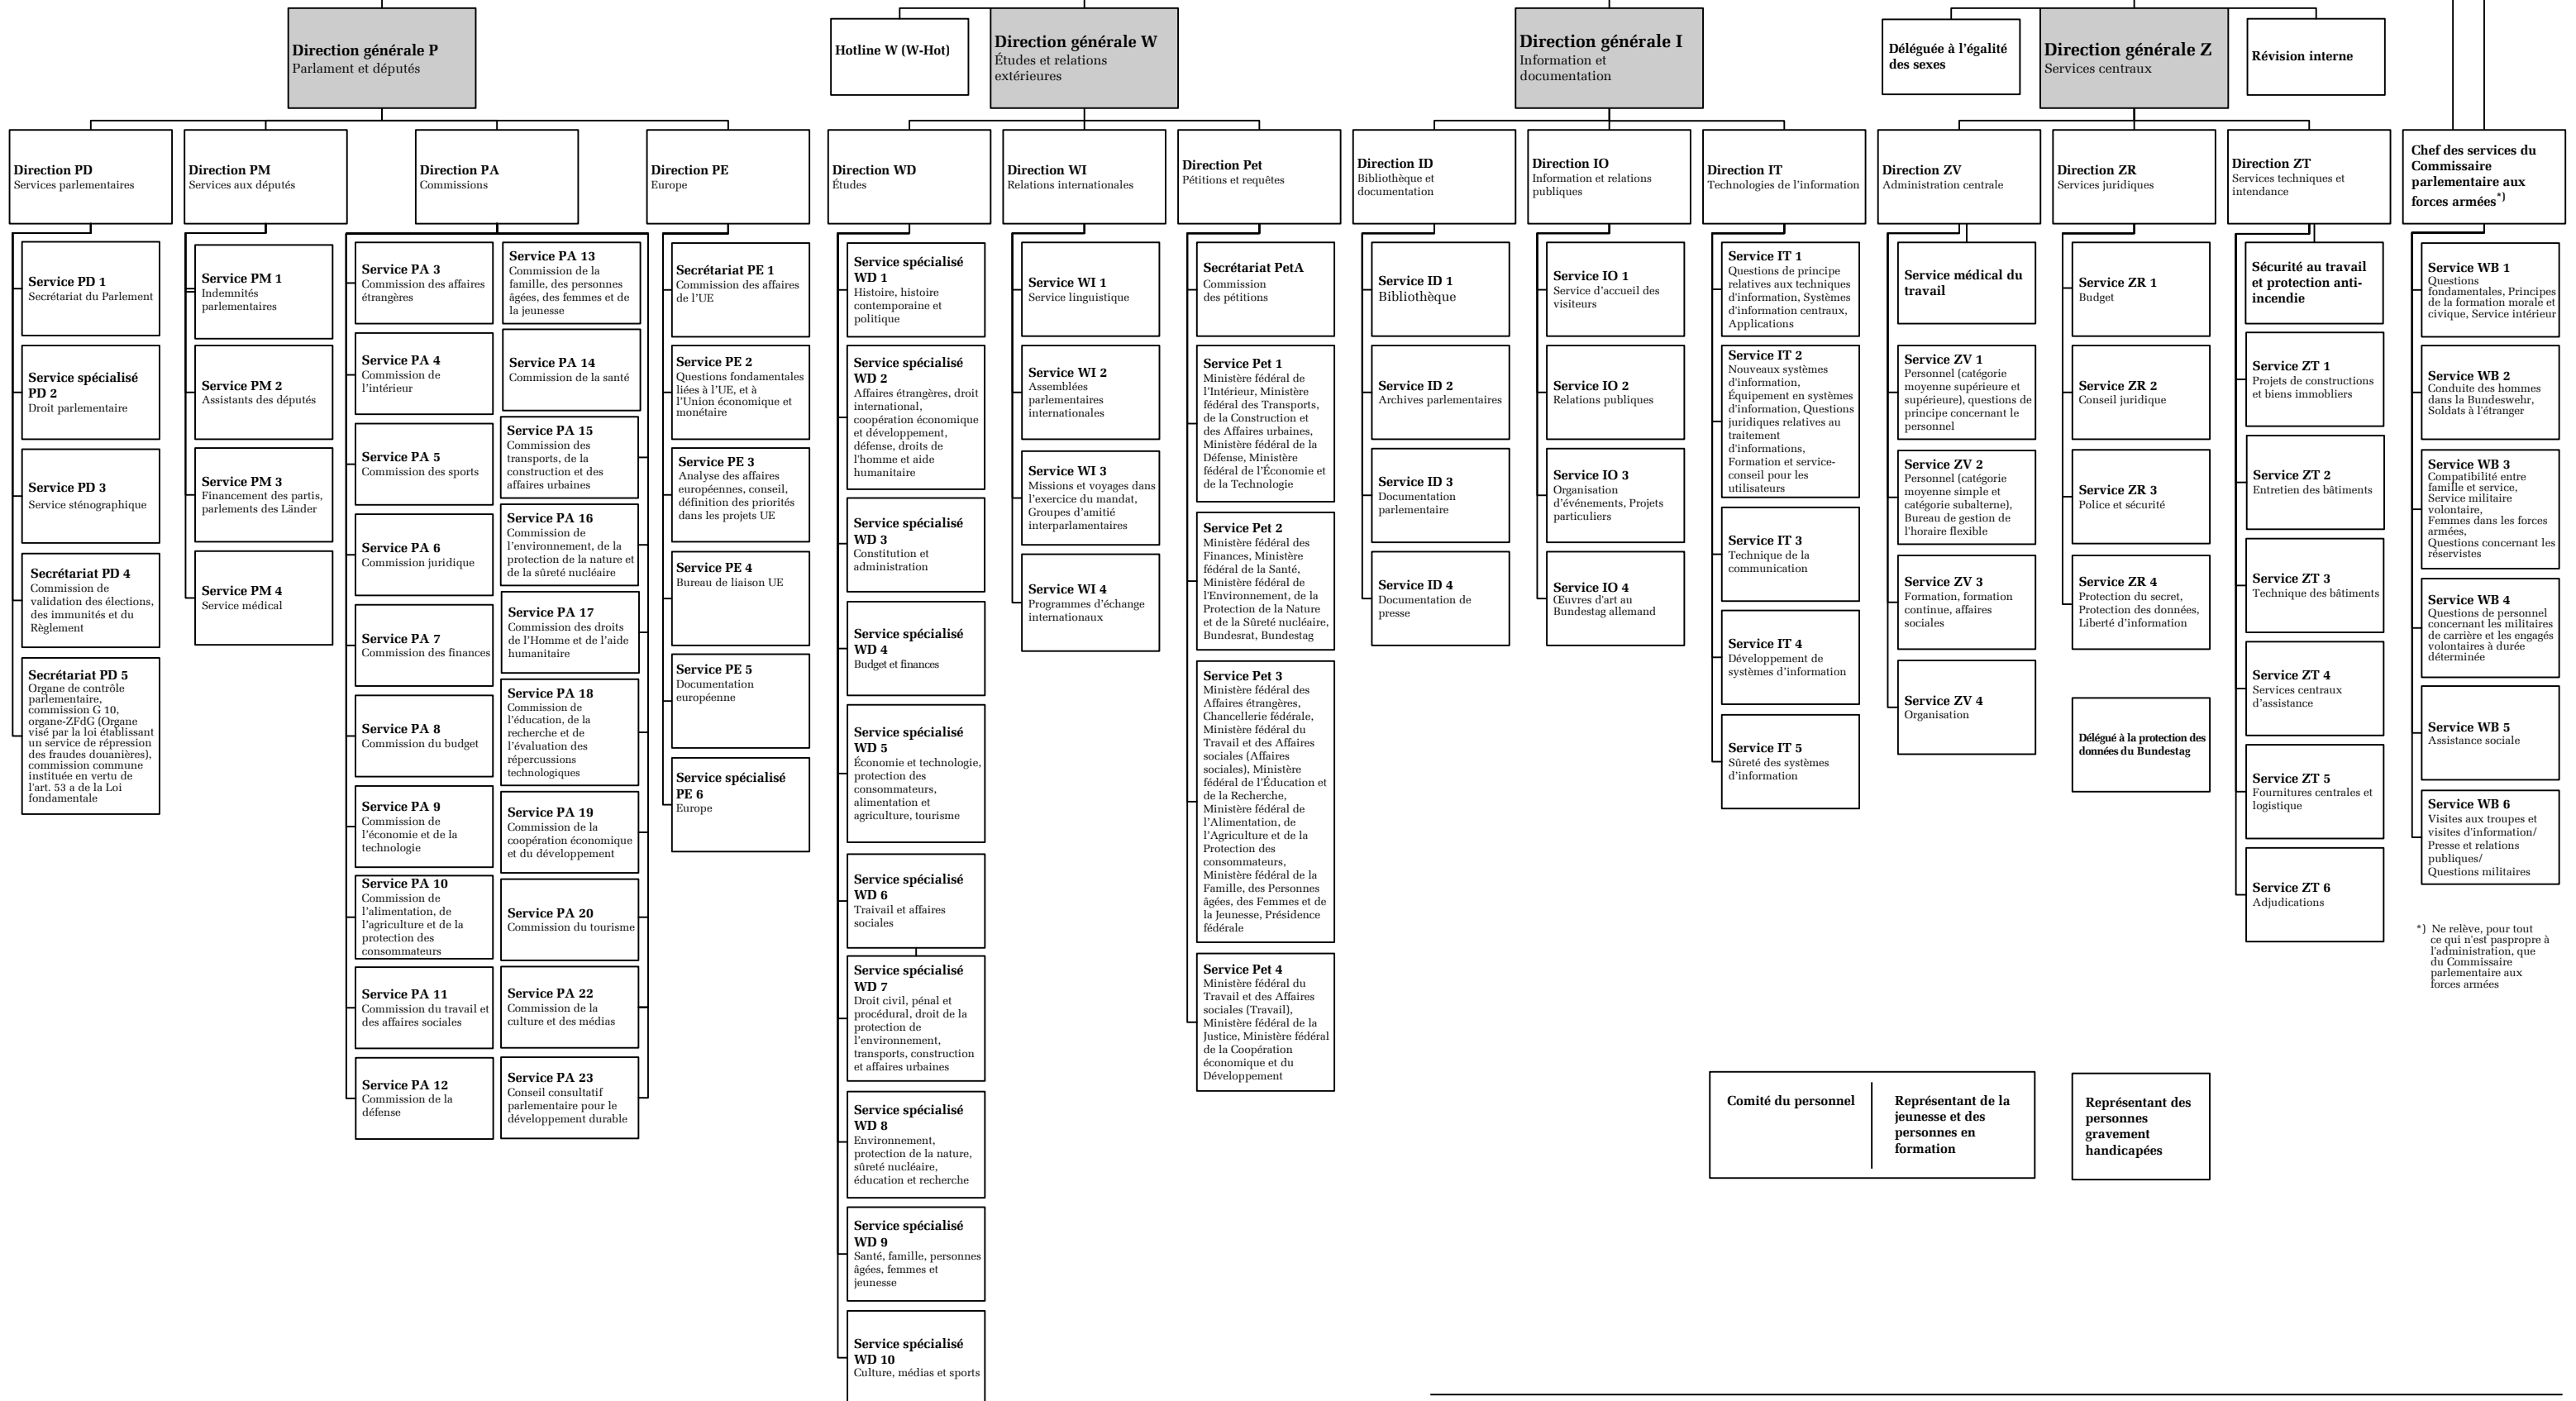 Direction générale P
Parlament et députés
Hotline W (W-Hot)
Direction générale W
Études et relations
extérieures
Direction générale I
Information et
documentation
Déléguée à l'égalité
des sexes
Direction générale Z
Services centraux
Révision interne
Direction PD
Services parlementaires
Direction PM
Services aux députés
Direction PA
Commissions
Direction PE
Europe
Direction WD
Études
Direction WI
Relations internationales
Direction Pet
Pétitions et requêtes
Direction ID
Bibliothèque et
documentation
Direction IO
Information et relations
publiques
Direction IT
Technologies de l'information
Direction ZV
Administration centrale
Direction ZR
Services juridiques
Direction ZT
Services techniques et
intendance
Chef des services du
Commissaire
parlementaire aux
forces armées*)
Service PD 1
Secrétariat du Parlement
Service spécialisé
PD 2
Droit parlementaire
Service PD 3
Service sténographique
Secrétariat PD 4
Commission de
validation des élections,
des immunités et du
Règlement
Secrétariat PD 5
Organe de contrôle
parlementaire,
commission G 10,
organe-ZFdG (Organe
visé par la loi établissant
un service de répression
des fraudes douanières),
commission commune
instituée en vertu de
l'art. 53 a de la Loi
fondamentale
Service PM 1
Indemnités
parlementaires
Service PM 2
Assistants des députés
Service PM 3
Financement des partis,
parlements des Länder
Service PM 4
Service médical
Service PA 3
Commission des affaires
étrangères
Service PA 4
Commission de
l'intérieur
Service PA 5
Commission des sports
Service PA 6
Commission juridique
Service PA 7
Commission des finances
Service PA 8
Commission du budget
Service PA 9
Commission de
l'économie et de la
technologie
Service PA 10
Commission de
l'alimentation, de
l'agriculture et de la
protection des
consommateurs
Service PA 11
Commission du travail et
des affaires sociales
Service PA 12
Commission de la
défense
Service PA 13
Commission de la
famille, des personnes
âgées, des femmes et de
la jeunesse
Service PA 14
Commission de la santé
Service PA 15
Commission des
transports, de la
construction et des
affaires urbaines
Service PA 16
Commission de
l'environnement, de la
protection de la nature et
de la sûreté nucléaire
Service PA 17
Commission des droits
de l'Homme et de l'aide
humanitaire
Service PA 18
Commission de
l'éducation, de la
recherche et de
l'évaluation des
répercussions
technologiques
Service PA 19
Commission de la
coopération économique
et du développement
Service PA 20
Commission du tourisme
Service PA 22
Commission de la
culture et des médias
Service PA 23
Conseil consultatif
parlementaire pour le
développement durable
Secrétariat PE 1
Commission des affaires
de l'UE
Service PE 2
Questions fondamentales
liées à l'UE, et à
l'Union économique et
monétaire
Service PE 3
Analyse des affaires
européennes, conseil,
définition des priorités
dans les projets UE
Service PE 4
Bureau de liaison UE
Service PE 5
Documentation
européenne
Service spécialisé
PE 6
Europe
Service spécialisé
WD 1
Histoire, histoire
contemporaine et
politique
Service spécialisé
WD 2
Affaires étrangères, droit
international,
coopération économique
et développement,
défense, droits de
l'homme et aide
humanitaire
Service spécialisé
WD 3
Constitution et
administration
Service spécialisé
WD 4
Budget et finances
Service spécialisé
WD 5
Économie et technologie,
protection des
consommateurs,
alimentation et
agriculture, tourisme
Service spécialisé
WD 6
Traivail et affaires
sociales
Service spécialisé
WD 7
Droit civil, pénal et
procédural, droit de la
protection de
l'environnement,
transports, construction
et affaires urbaines
Service spécialisé
WD 8
Environnement,
protection de la nature,
sûreté nucléaire,
éducation et recherche
Service spécialisé
WD 9
Santé, famille, personnes
âgées, femmes et
jeunesse
Service spécialisé
WD 10
Culture, médias et sports
Service WI 1
Service linguistique
Service WI 2
Assemblées
parlementaires
internationales
Service WI 3
Missions et voyages dans
l'exercice du mandat,
Groupes d'amitié
interparlamentaires
Service WI 4
Programmes d'échange
internationaux
Secrétariat PetA
Commission
des pétitions
Service Pet 1
Ministère fédéral de
l'Intérieur, Ministère
fédéral des Transports,
de la Construction et
des Affaires urbaines,
Ministère fédéral de la
Défense, Ministère
fédéral de l'Économie et
de la Technologie
Service Pet 2
Ministère fédéral des
Finances, Ministère
fédéral de la Santé,
Ministère fédéral de
l'Environnement, de la
Protection de la Nature
et de la Sûreté nucléaire,
Bundesrat, Bundestag
Service Pet 3
Ministère fédéral des
Affaires étrangères,
Chancellerie fédérale,
Ministère fédéral du
Travail et des Affaires
sociales (Affaires
sociales), Ministère
fédéral de l'Éducation et
de la Recherche,
Ministère fédéral de
l'Alimentation, de
l'Agriculture et de la
Protection des
consommateurs,
Ministère fédéral de la
Famille, des Personnes
âgées, des Femmes et de
la Jeunesse, Présidence
fédérale
Service Pet 4
Ministère fédéral du
Travail et des Affaires
sociales (Travail),
Ministère fédéral de la
Justice, Ministère fédéral
de la Coopération
économique et du
Développement
Service ID 1
Bibliothèque
Service ID 2
Archives parlementaires
Service ID 3
Documentation
parlementaire
Service ID 4
Documentation de
presse
Service IO 1
Service d'accueil des
visiteurs
Service IO 2
Relations publiques
Service IO 3
Organisation
d'événements, Projets
particuliers
Service IO 4
Œuvres d'art au
Bundestag allemand
Service IT 1
Questions de principe
relatives aux techniques
d'information, Systèmes
d'information centraux,
Applications
Service IT 2
Nouveaux systèmes
d'information,
Équipement en systèmes
d'information, Questions
juridiques relatives au
traitement
d'informations,
Formation et service-
conseil pour les
utilisateurs
Service IT 3
Technique de la
communication
Service IT 4
Développement de
systèmes d'information
Service IT 5
Sûreté des systèmes
d'information
Service médical du
travail
Service ZV 1
Personnel (catégorie
moyenne supérieure et
supérieure), questions de
principe concernant le
personnel
Service ZV 2
Personnel (catégorie
moyenne simple et
catégorie subalterne),
Bureau de gestion de
l'horaire flexible
Service ZV 3
Formation, formation
continue, affaires
sociales
Service ZV 4
Organisation
Service ZR 1
Budget
Service ZR 2
Conseil juridique
Service ZR 3
Police et sécurité
Service ZR 4
Protection du secret,
Protection des données,
Liberté d'information
Délégué à la protection des
données du Bundestag
Sécurité au travail
et protection anti-
incendie
Service ZT 1
Projets de constructions
et biens immobliers
Service ZT 2
Entretien des bâtiments
Service ZT 3
Technique des bâtiments
Service ZT 4
Services centraux
d'assistance
Service ZT 5
Fournitures centrales et
logistique
Service ZT 6
Adjudications
Service WB 1
Questions
fondamentales, Principes
de la formation morale et
civique, Service intérieur
Service WB 2
Conduite des hommes
dans la Bundeswehr,
Soldats à l'étranger
Service WB 3
Compatibilité entre
famille et service,
Service militaire
volontaire,
Femmes dans les forces
armées,
Questions concernant les
réservistes
Service WB 4
Questions de personnel
concernant les militaires
de carrière et les engagés
volontaires à durée
déterminée
Service WB 5
Assistance sociale
Service WB 6
Visites aux troupes et
visites d'information/
Presse et relations
publiques/
Questions militaires
*) Ne relève, pour tout
ce qui n'est paspropre à
l'administration, que
du Commissaire
parlementaire aux
forces armées
Comité du personnel
Représentant de la
jeunesse et des
personnes en
formation
Représentant des
personnes
gravement
handicapées